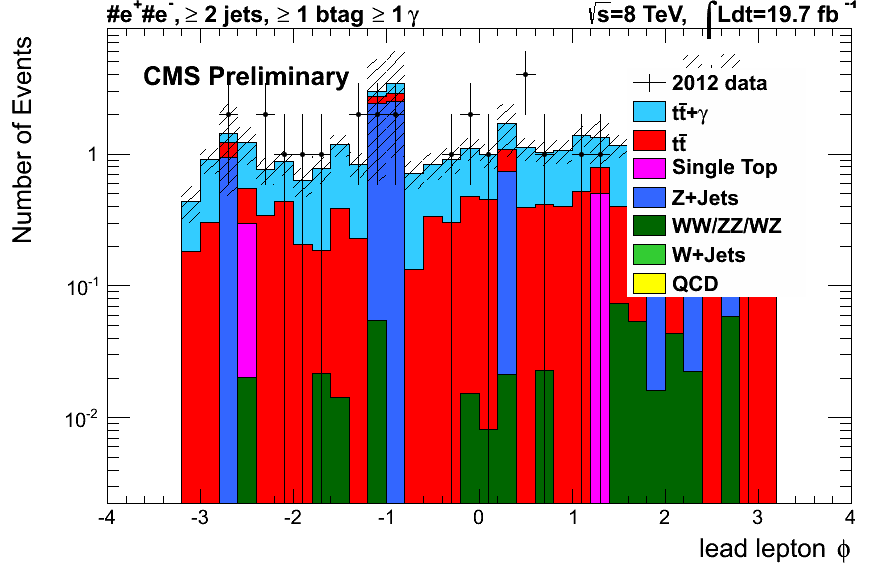 #e⁺#e⁻, ≥ 2 jets, ≥ 1 btag ≥ 1 γ
√s=8 TeV, ∫Ldt=19.7 fb⁻¹
CMS Preliminary
2012 data
tt̄+γ
tt̄
Single Top
Z+Jets
WW/ZZ/WZ
W+Jets
QCD
Number of Events
1
10⁻¹
10⁻²
-4 -3 -2 -1 0 1 2 3 4
lead lepton ϕ